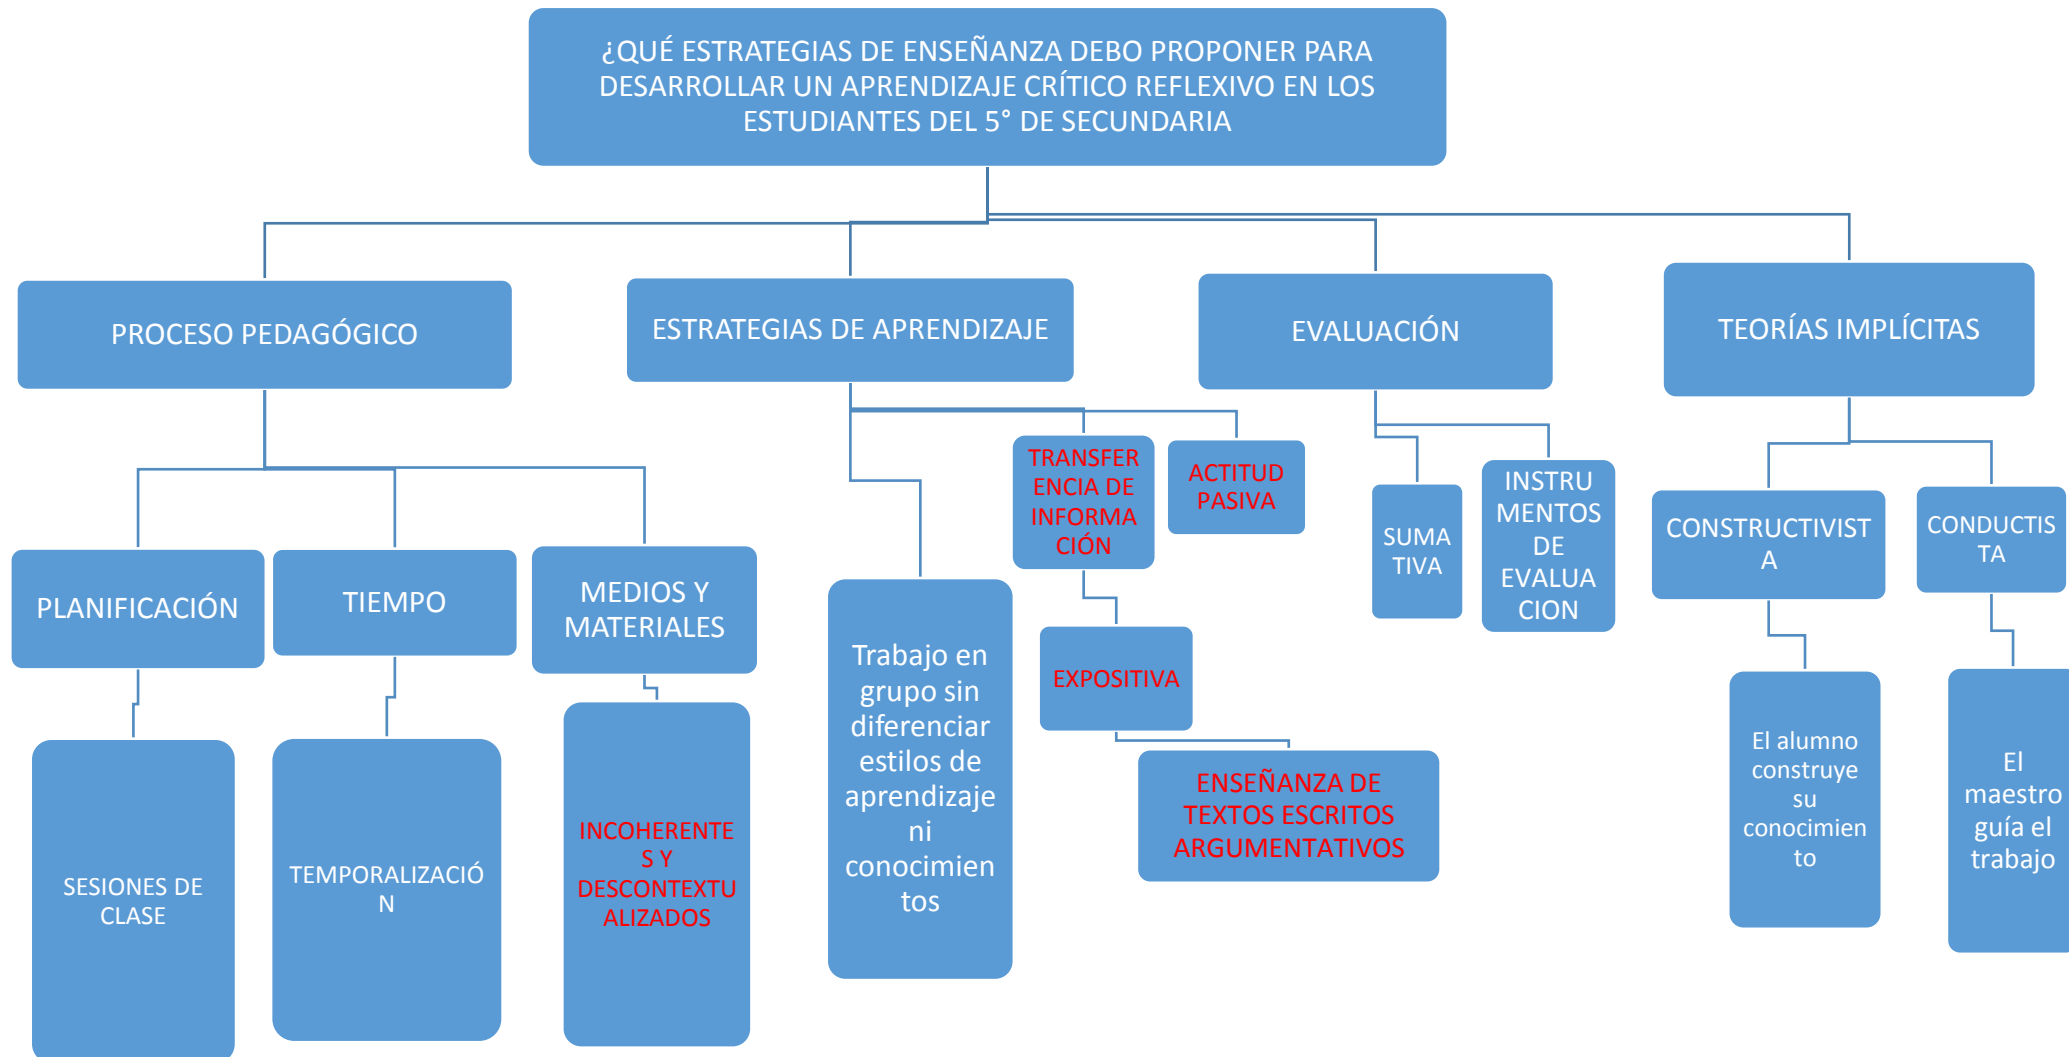 ¿QUÉ ESTRATEGIAS DE ENSEÑANZA DEBO PROPONER PARA
DESARROLLAR UN APRENDIZAJE CRÍTICO REFLEXIVO EN LOS
ESTUDIANTES DEL 5° DE SECUNDARIA
PROCESO PEDAGÓGICO
ESTRATEGIAS DE APRENDIZAJE
EVALUACIÓN
TEORÍAS IMPLÍCITAS
PLANIFICACIÓN
SESIONES DE
CLASE
TIEMPO
TEMPORALIZACIÓ
N
MEDIOS Y
MATERIALES
INCOHERENTE
S Y
DESCONTEXTU
ALIZADOS
Trabajo en
grupo sin
diferenciar
estilos de
aprendizaje
ni
conocimien
tos
TRANSFER
ENCIA DE
INFORMA
CIÓN
EXPOSITIVA
ENSEÑANZA DE
TEXTOS ESCRITOS
ARGUMENTATIVOS
ACTITUD
PASIVA
SUMA
TIVA
INSTRU
MENTOS
DE
EVALUA
CION
CONSTRUCTIVIST
A
El alumno
construye
su
conocimien
to
CONDUCTIS
TA
El
maestro
guía el
trabajo